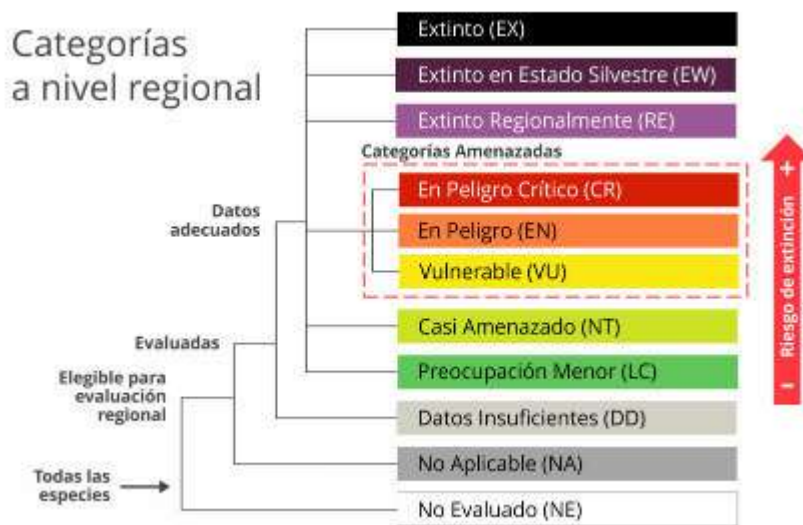 Categorías
a nivel regional
Extinto (EX)
Extinto en Estado Silvestre (EW)
Extinto Regionalmente (RE)
Categorías Amenazadas
En Peligro Crítico (CR)
En Peligro (EN)
Vulnerable (VU)
Casi Amenazado (NT)
Preocupación Menor (LC)
Datos Insuficientes (DD)
No Aplicable (NA)
No Evaluado (NE)
Datos
adecuados
Evaluadas
Elegible para
evaluación
regional
Todas las
especies
– Riesgo de extinción +